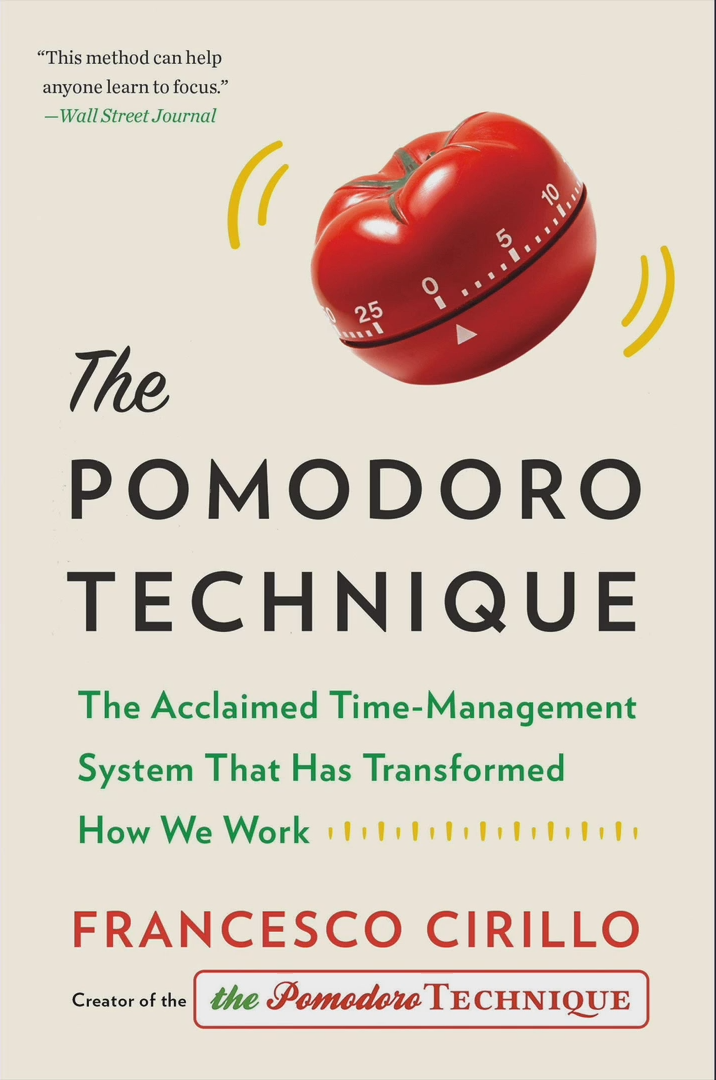 “This method can help
anyone learn to focus.”
—Wall Street Journal
10
5
0
25
The
POMODORO
TECHNIQUE
The Acclaimed Time-Management
System That Has Transformed
How We Work
FRANCESCO CIRILLO
Creator of the the Pomodoro TECHNIQUE